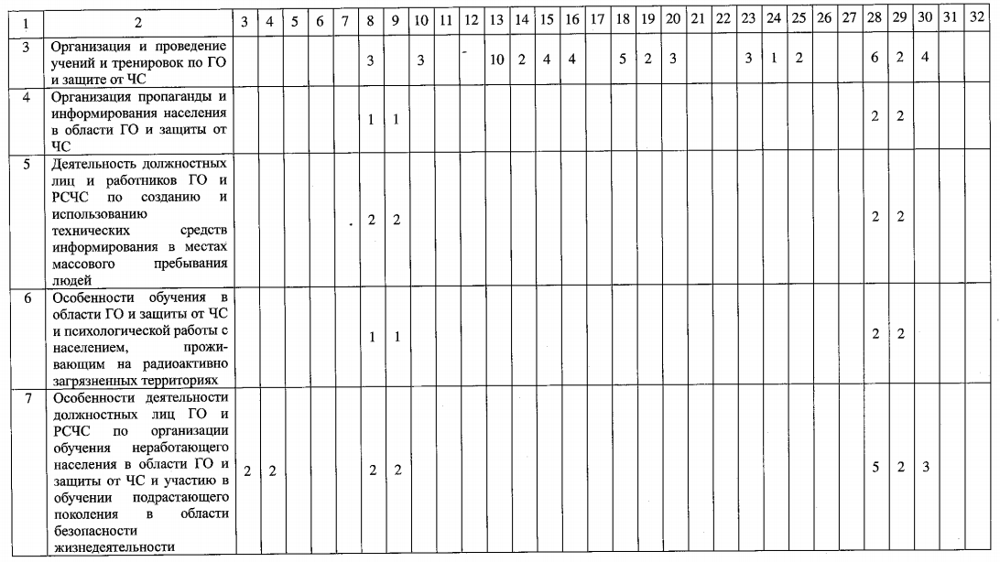 1 2 3 4 5 6 7 8 9 10 11 12 13 14 15 16 17 18 19 20 21 22 23 24 25 26 27 28 29 30 31 32
3 Организация и проведение
учений и тренировок по ГО
и защите от ЧС
3 3 10 2 4 4 5 2 3 3 1 2 6 2 4
4 Организация пропаганды и
информирования населения
в области ГО и защиты от
ЧС
1 1 2 2
5 Деятельность должностных
лиц и работников ГО и
РСЧС по созданию и
использованию
технических средств
информирования в местах
массового пребывания
людей
2 2 2 2
6 Особенности обучения в
области ГО и защиты от ЧС
и психологической работы с
населением, прожи-
вающим на радиоактивно
загрязненных территориях
1 1 2 2
7 Особенности деятельности
должностных лиц ГО и
РСЧС по организации
обучения неработающего
населения в области ГО и
защиты от ЧС и участию в
обучении подрастающего
поколения в области
безопасности
жизнедеятельности
2 2 2 2 5 2 3